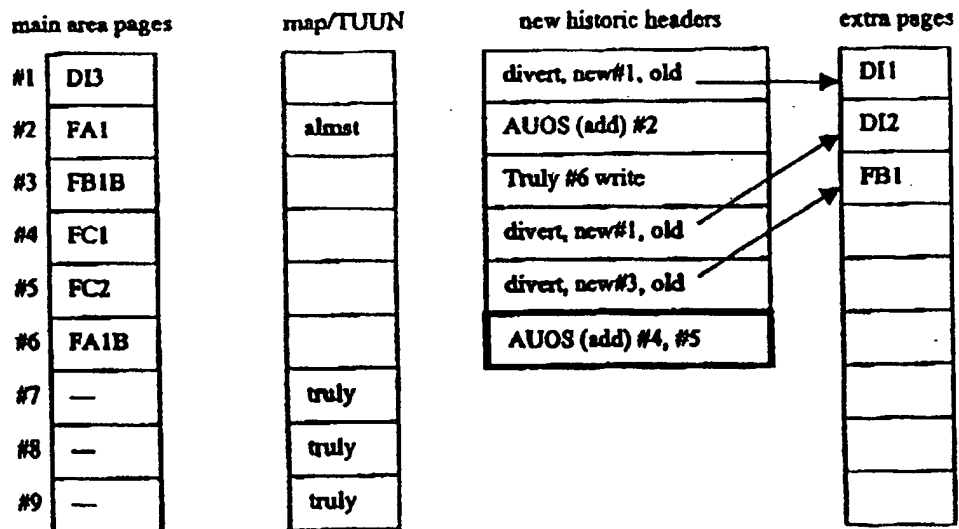 main area pages map/TUUN new historic headers extra pages
#1 DI3 divert, new#1, old DI1
#2 FA1 almst AUOS (add) #2 DI2
#3 FB1B Truly #6 write FB1
#4 FC1 divert, new#1, old
#5 FC2 divert, new#3, old
#6 FA1B AUOS (add) #4, #5
#7 — truly
#8 — truly
#9 — truly